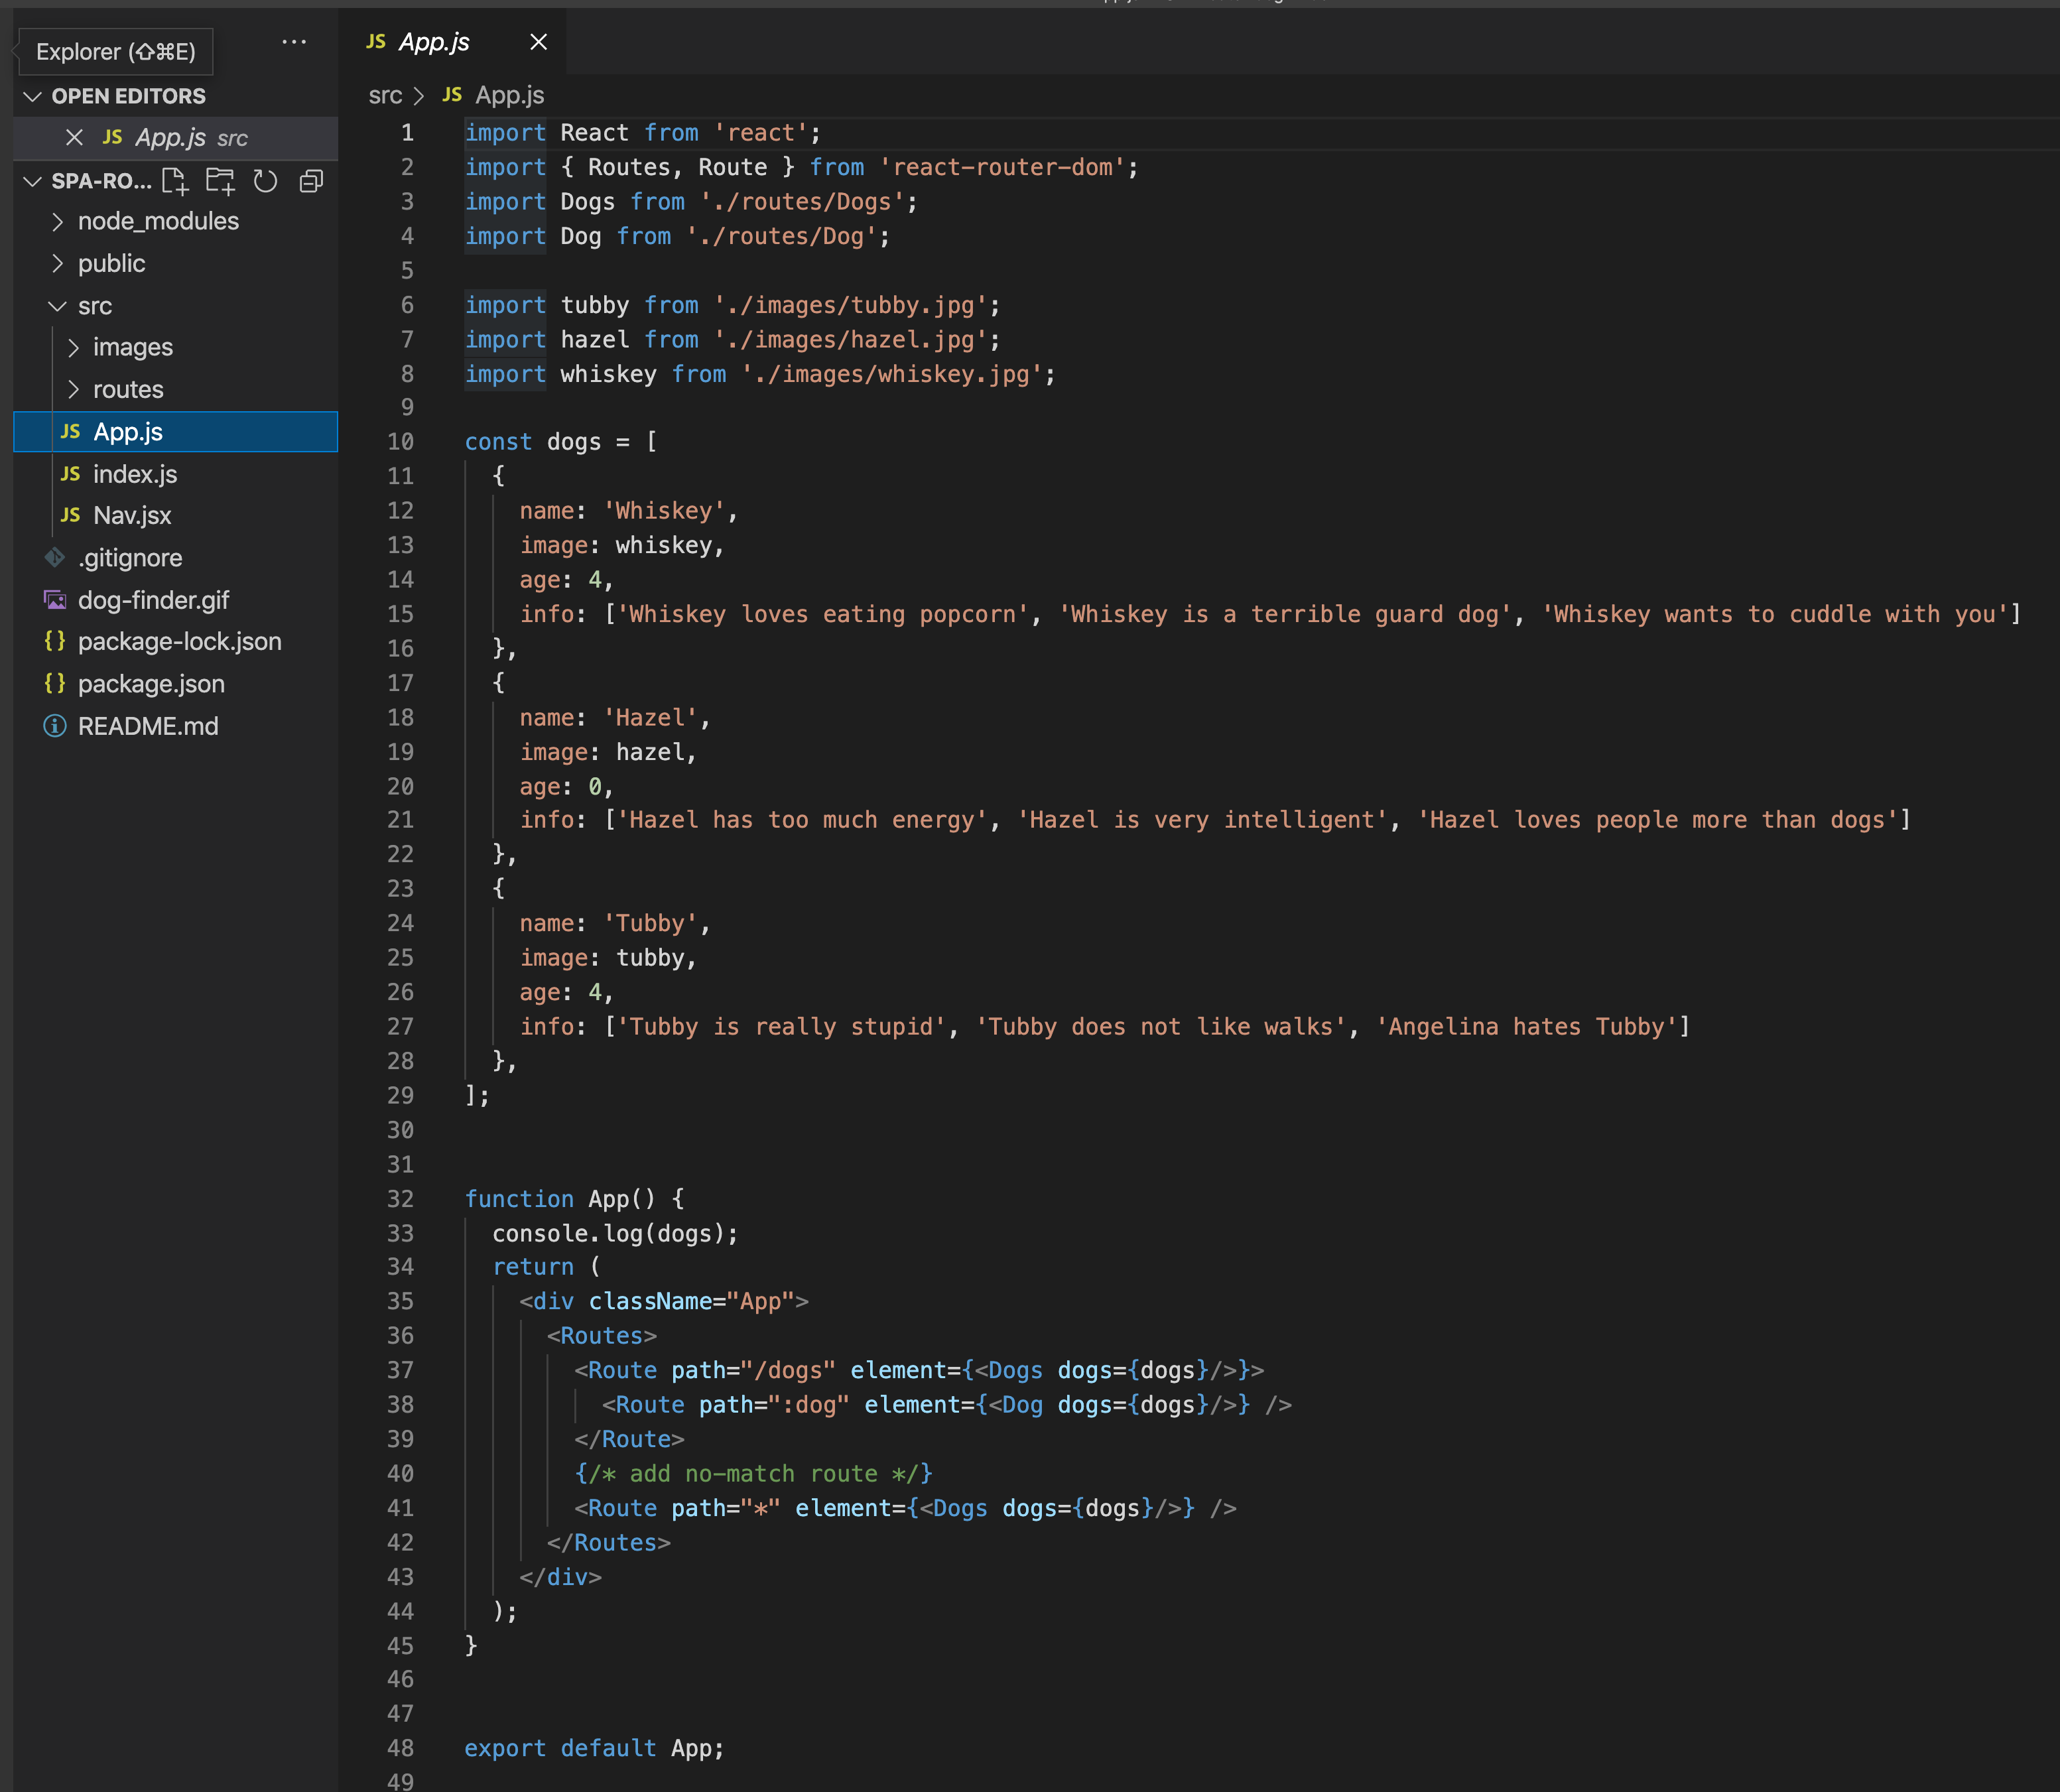 Explorer (⇧⌘E)
...
JS App.js
OPEN EDITORS
JS App.js src
SPA-RO...
node_modules
public
src
images
routes
JS App.js
JS index.js
JS Nav.jsx
.gitignore
dog-finder.gif
{} package-lock.json
{} package.json
README.md
src > JS App.js
1 import React from 'react';
2 import { Routes, Route } from 'react-router-dom';
3 import Dogs from './routes/Dogs';
4 import Dog from './routes/Dog';
5
6 import tubby from './images/tubby.jpg';
7 import hazel from './images/hazel.jpg';
8 import whiskey from './images/whiskey.jpg';
9
10 const dogs = [
11 {
12 name: 'Whiskey',
13 image: whiskey,
14 age: 4,
15 info: ['Whiskey loves eating popcorn', 'Whiskey is a terrible guard dog', 'Whiskey wants to cuddle with you']
16 },
17 {
18 name: 'Hazel',
19 image: hazel,
20 age: 0,
21 info: ['Hazel has too much energy', 'Hazel is very intelligent', 'Hazel loves people more than dogs']
22 },
23 {
24 name: 'Tubby',
25 image: tubby,
26 age: 4,
27 info: ['Tubby is really stupid', 'Tubby does not like walks', 'Angelina hates Tubby']
28 },
29 ];
30
31
32 function App() {
33 console.log(dogs);
34 return (
35 <div className="App">
36 <Routes>
37 <Route path="/dogs" element={<Dogs dogs={dogs}/>}>
38 <Route path=":dog" element={<Dog dogs={dogs}/>} />
39 </Route>
40 {/* add no-match route */}
41 <Route path="*" element={<Dogs dogs={dogs}/>} />
42 </Routes>
43 </div>
44 );
45 }
46
47
48 export default App;
49